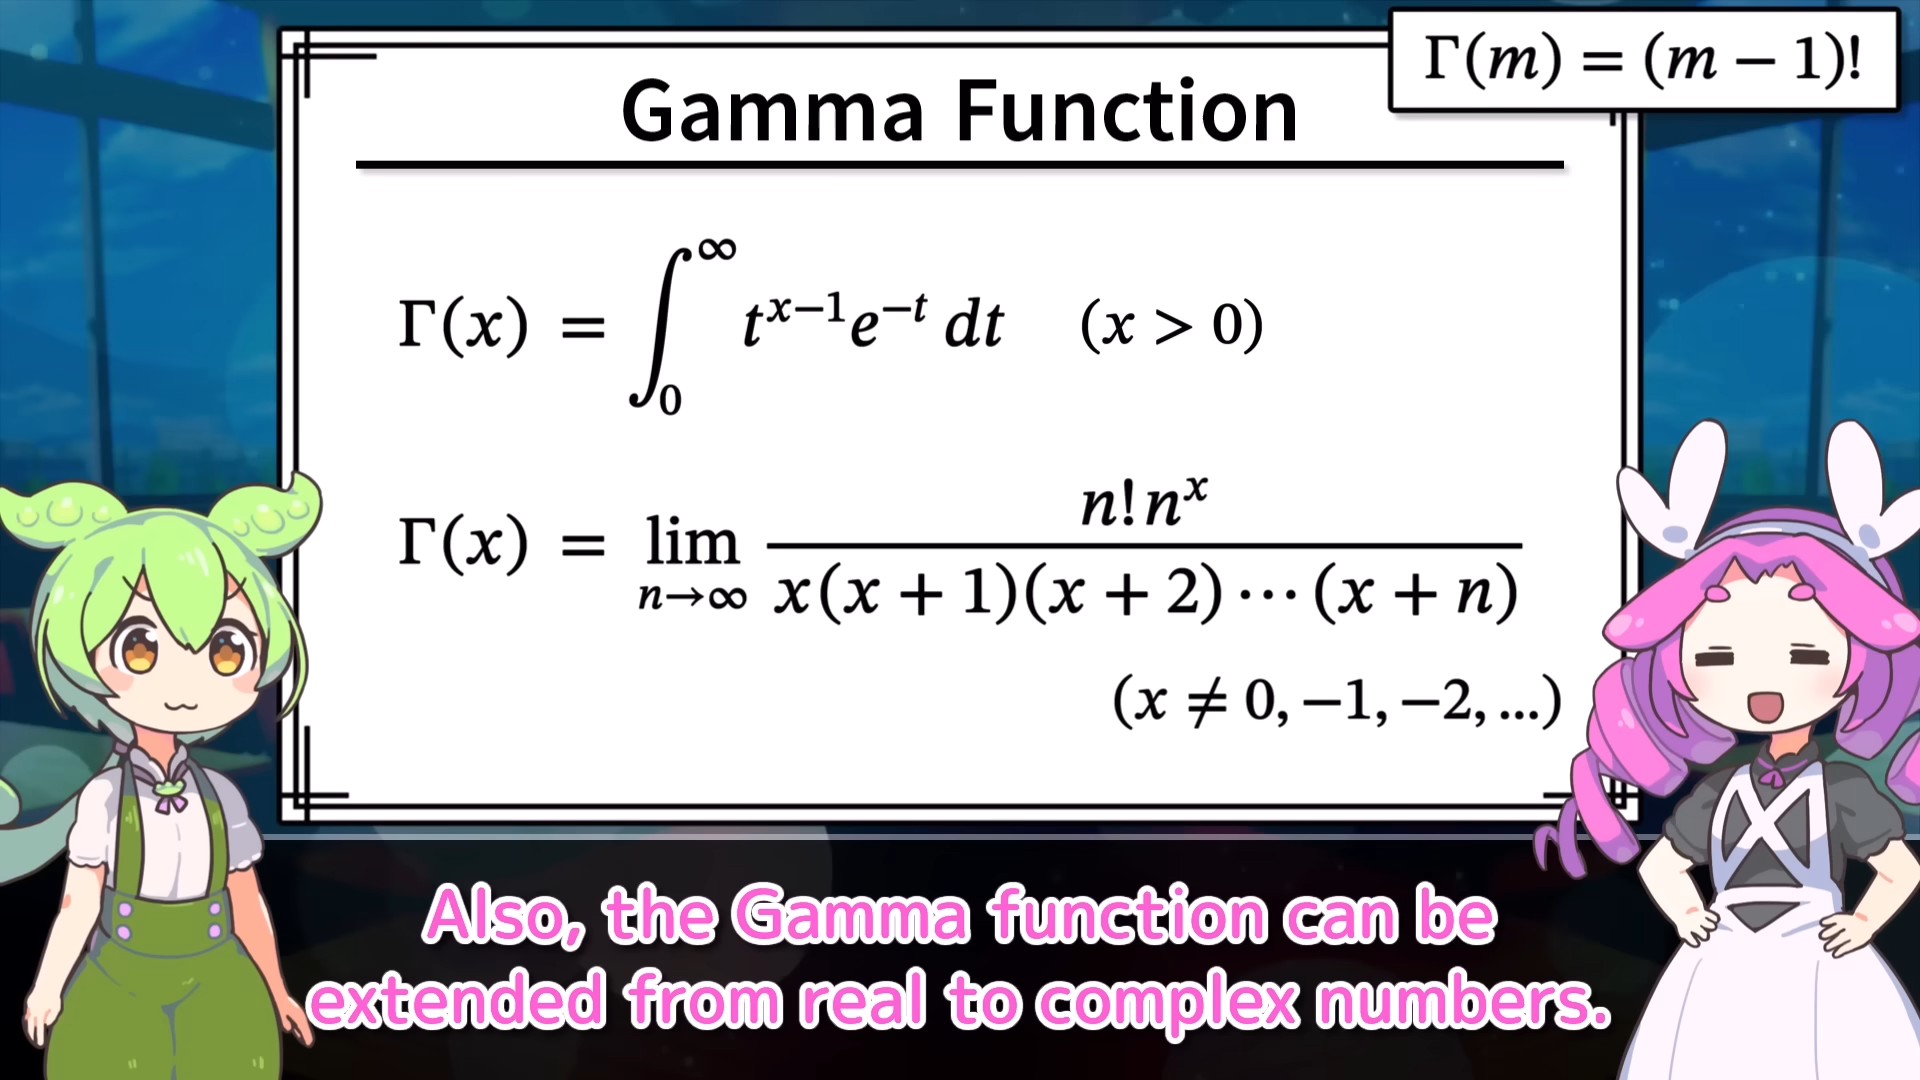 Γ(m) = (m − 1)!
Gamma Function
Γ(x) = ∫₀^∞ t^{x−1}e^{−t} dt (x > 0)
Γ(x) = lim_{n→∞} n! n^x / x(x + 1)(x + 2)⋯(x + n)
(x ≠ 0, −1, −2, ...)
Also, the Gamma function can be
extended from real to complex numbers.